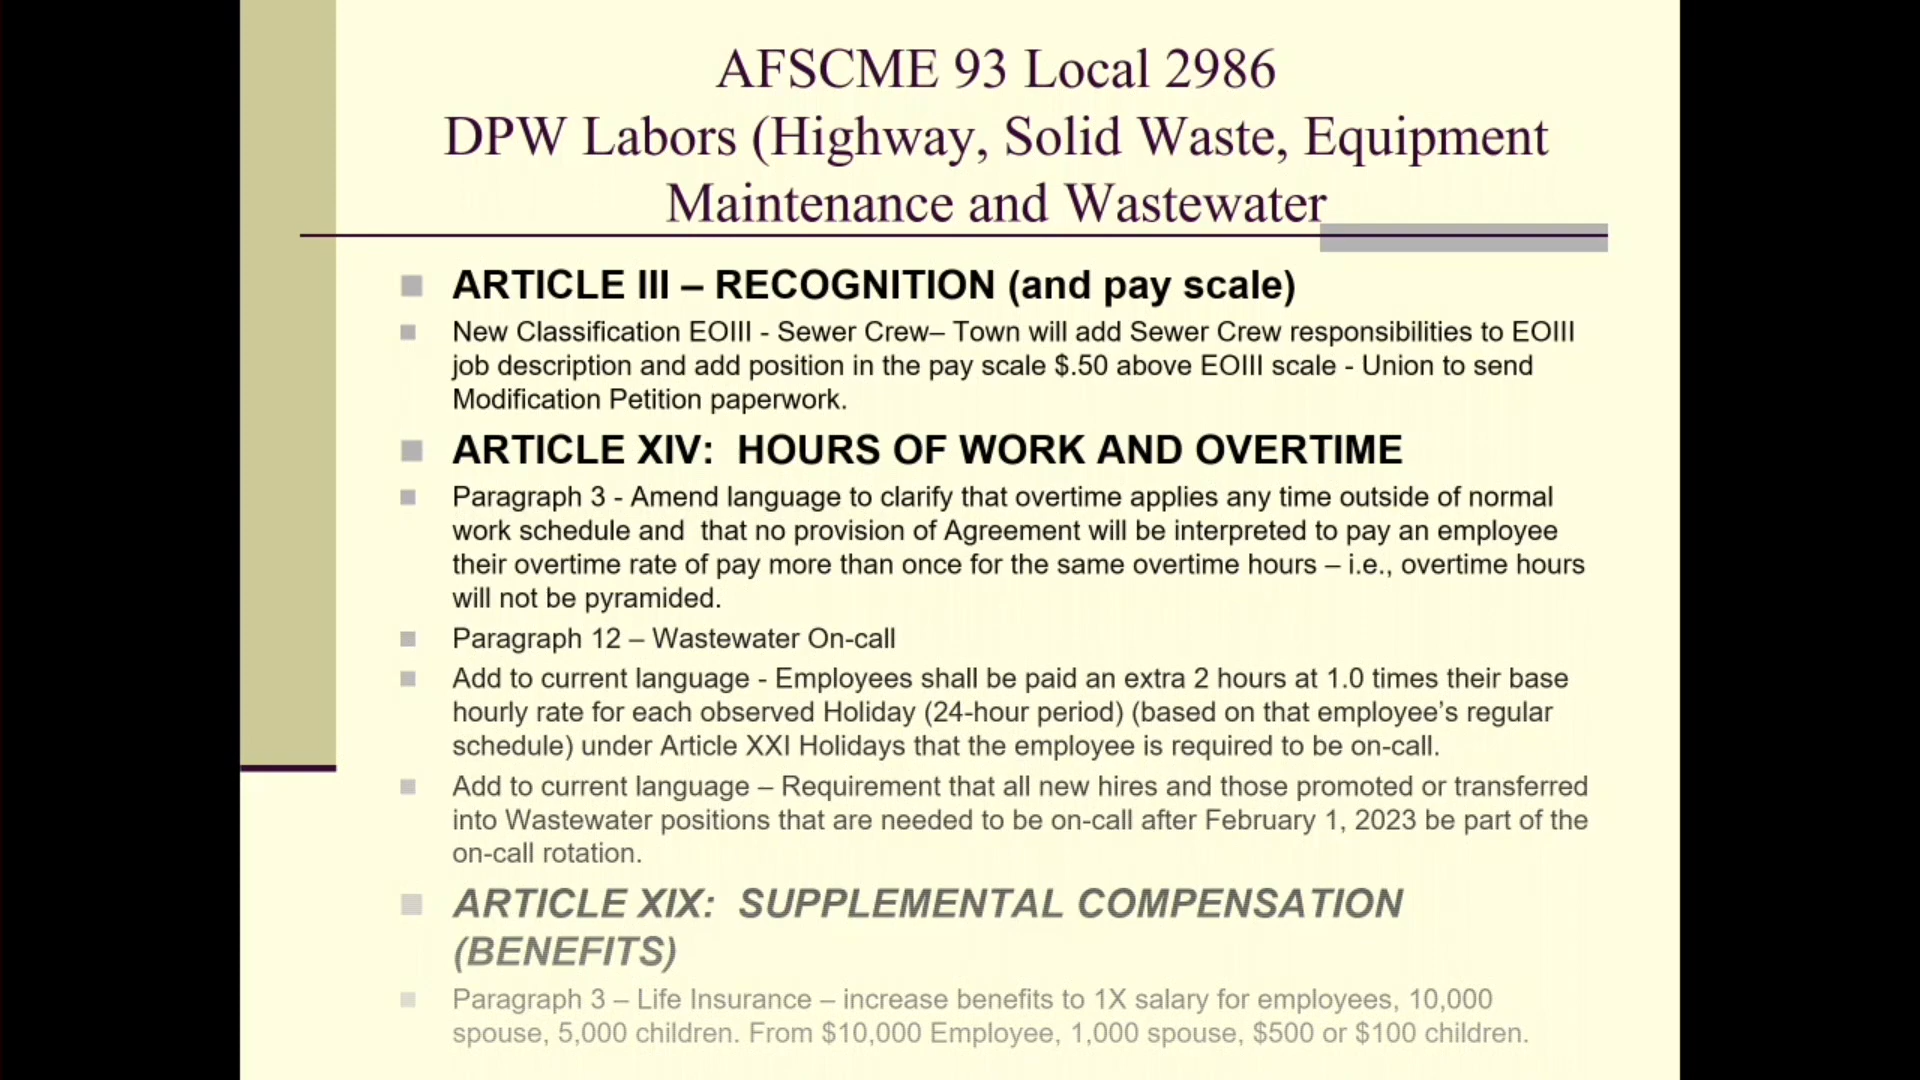 AFSCME 93 Local 2986
DPW Labors (Highway, Solid Waste, Equipment
Maintenance and Wastewater
ARTICLE III – RECOGNITION (and pay scale)
New Classification EOIII - Sewer Crew– Town will add Sewer Crew responsibilities to EOIII
job description and add position in the pay scale $.50 above EOIII scale - Union to send
Modification Petition paperwork.
ARTICLE XIV:  HOURS OF WORK AND OVERTIME
Paragraph 3 - Amend language to clarify that overtime applies any time outside of normal
work schedule and  that no provision of Agreement will be interpreted to pay an employee
their overtime rate of pay more than once for the same overtime hours – i.e., overtime hours
will not be pyramided.
Paragraph 12 – Wastewater On-call
Add to current language - Employees shall be paid an extra 2 hours at 1.0 times their base
hourly rate for each observed Holiday (24-hour period) (based on that employee’s regular
schedule) under Article XXI Holidays that the employee is required to be on-call.
Add to current language – Requirement that all new hires and those promoted or transferred
into Wastewater positions that are needed to be on-call after February 1, 2023 be part of the
on-call rotation.
ARTICLE XIX:  SUPPLEMENTAL COMPENSATION
(BENEFITS)
Paragraph 3 – Life Insurance – increase benefits to 1X salary for employees, 10,000
spouse, 5,000 children. From $10,000 Employee, 1,000 spouse, $500 or $100 children.